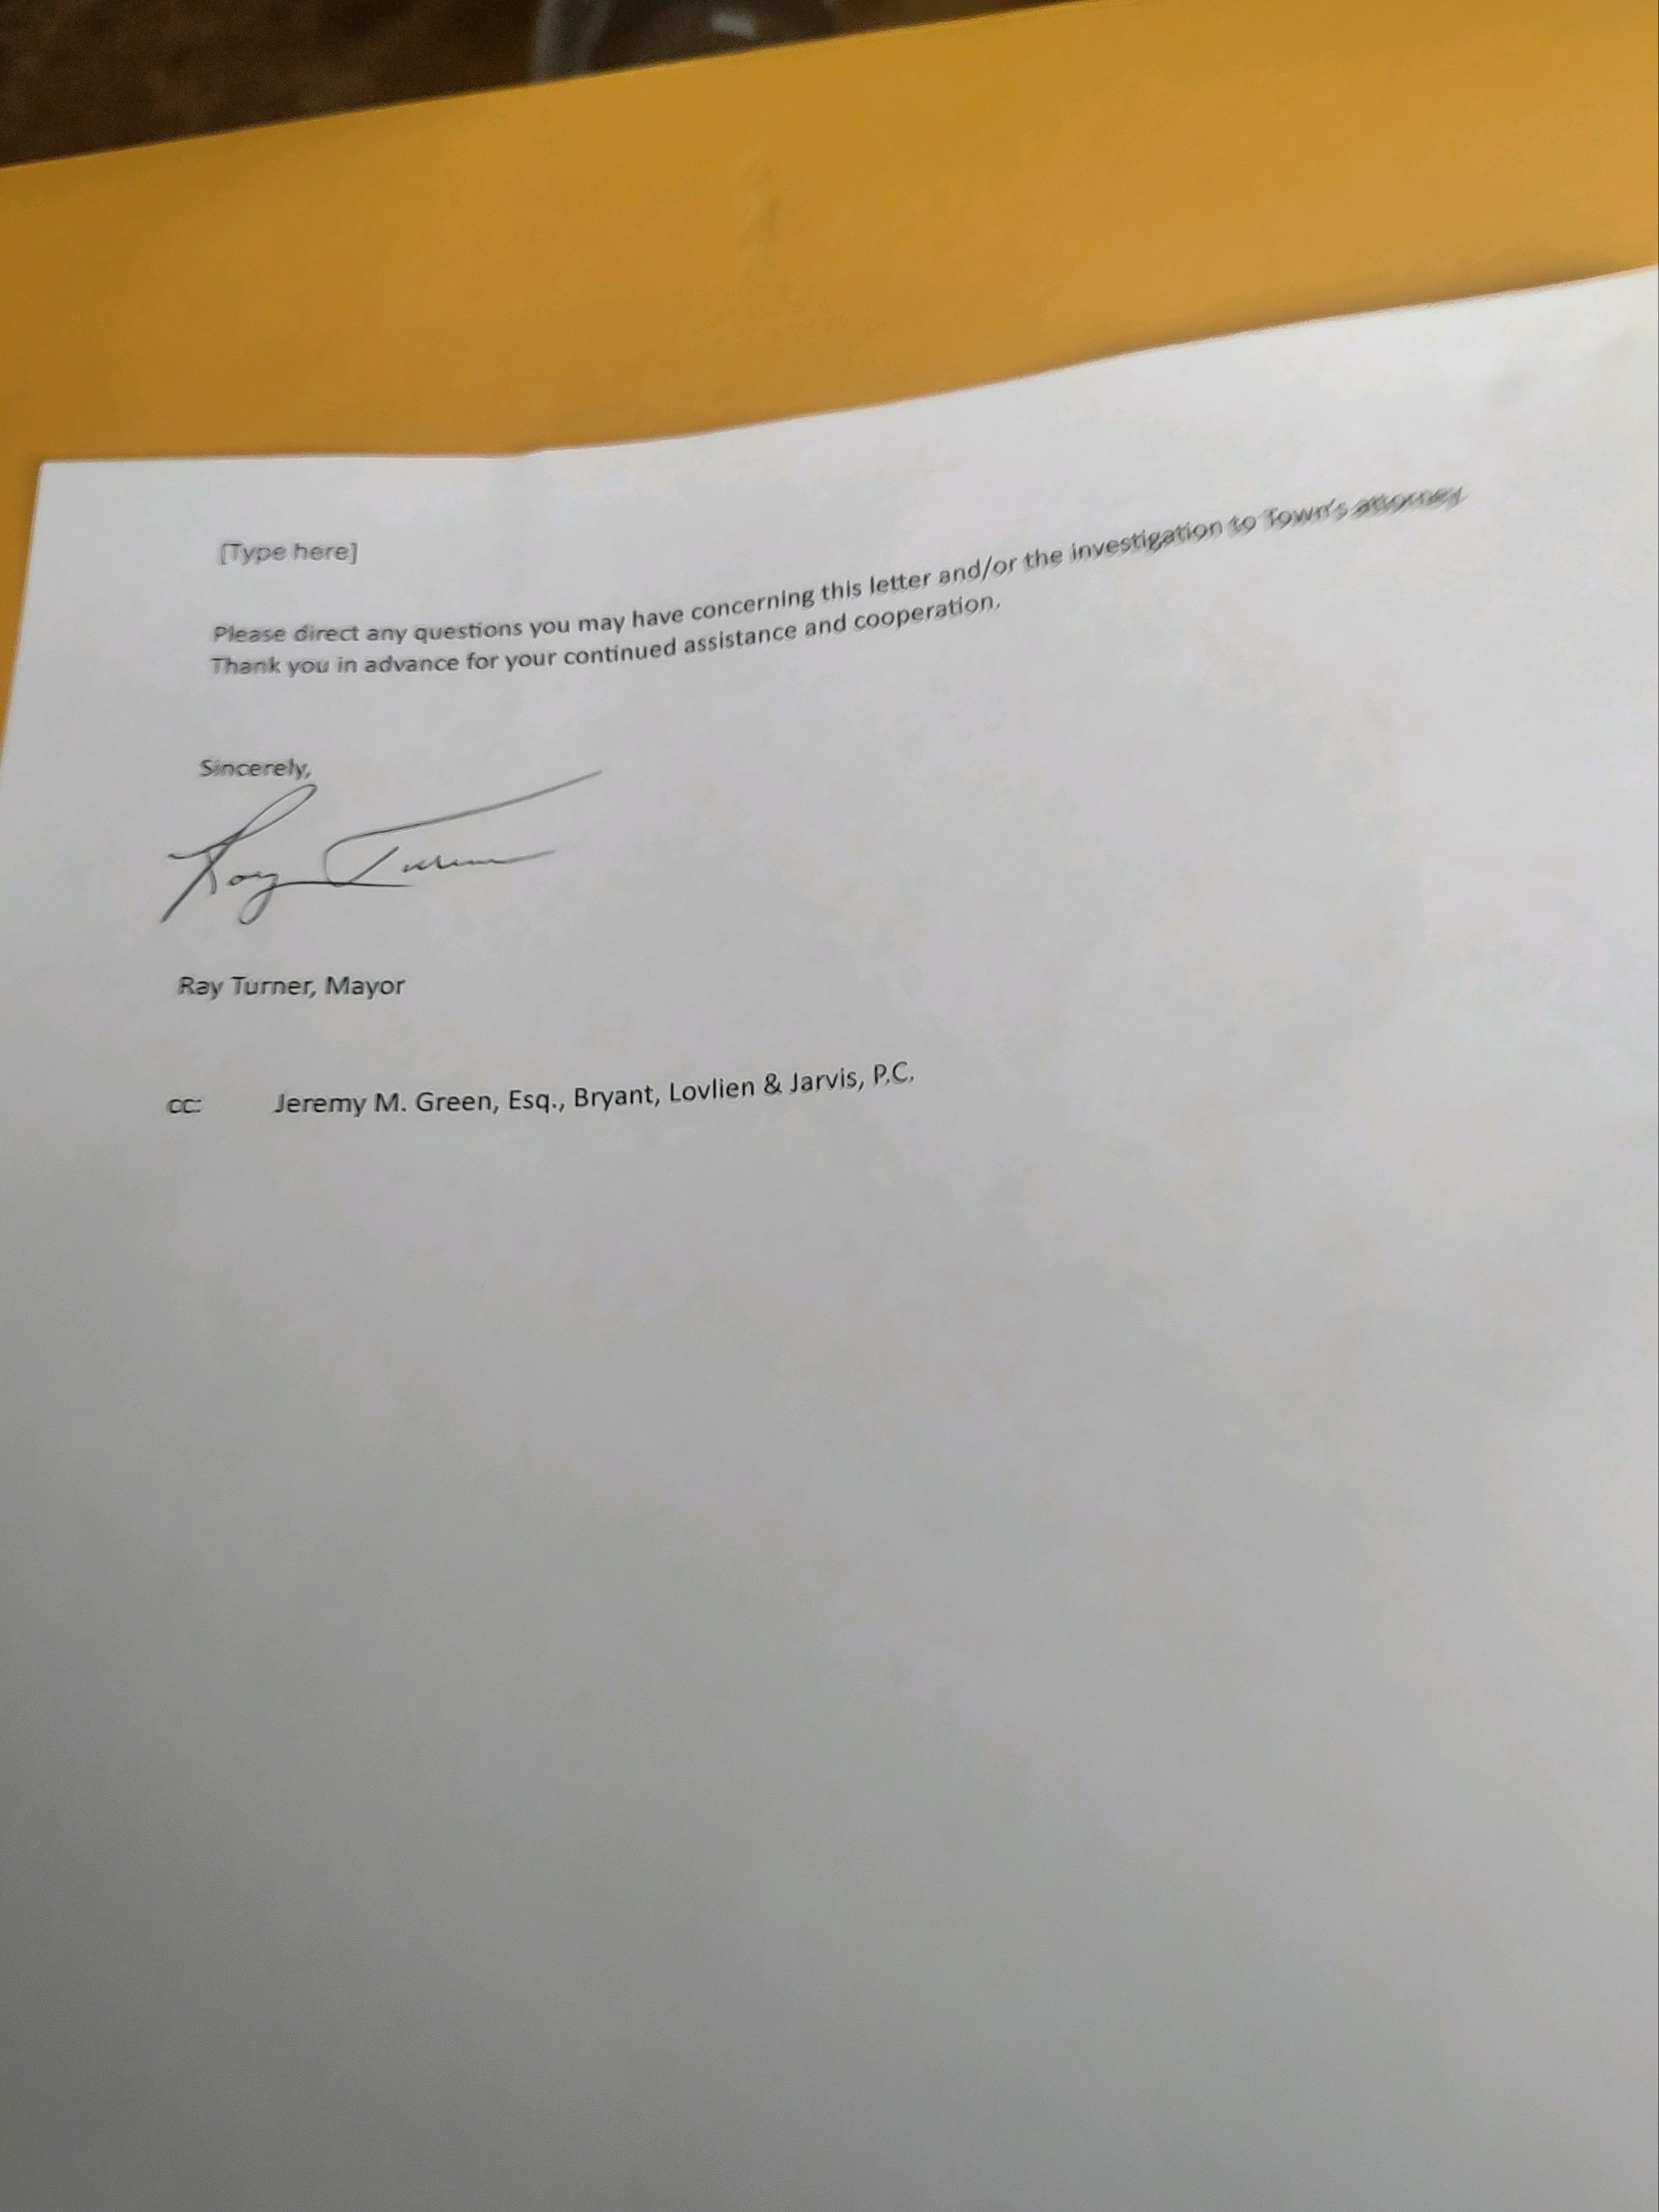 [Type here]
Please direct any questions you may have concerning this letter and/or the investigation to Town's attorney
Thank you in advance for your continued assistance and cooperation.
Sincerely,
Ray Turner
Ray Turner, Mayor
cc: Jeremy M. Green, Esq., Bryant, Lovlien & Jarvis, P.C.